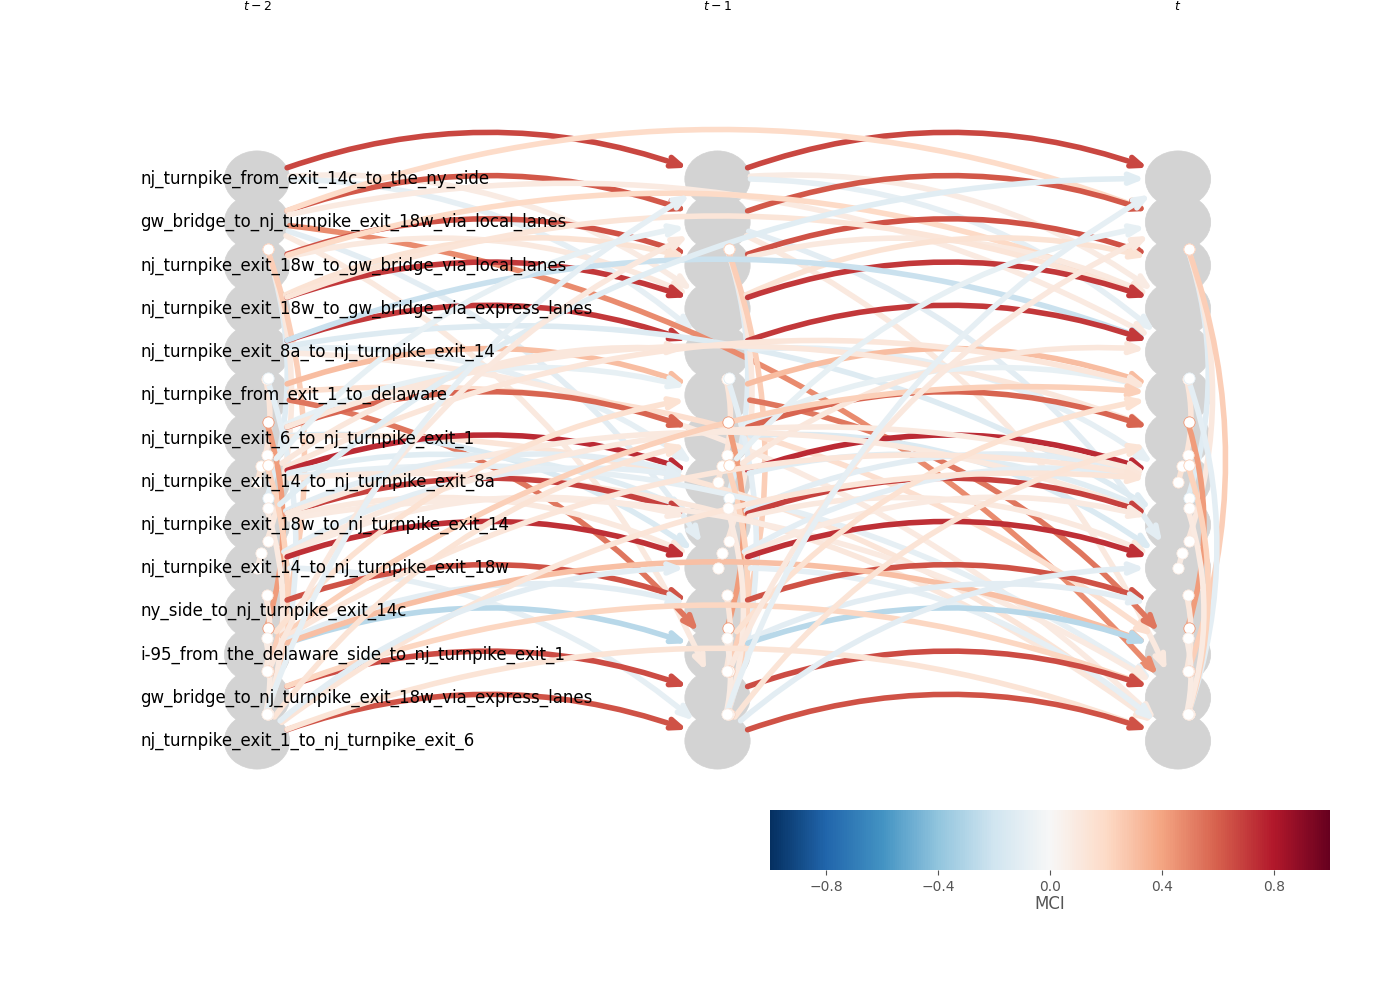 t − 2 t − 1 t
nj_turnpike_from_exit_14c_to_the_ny_side
gw_bridge_to_nj_turnpike_exit_18w_via_local_lanes
nj_turnpike_exit_18w_to_gw_bridge_via_local_lanes
nj_turnpike_exit_18w_to_gw_bridge_via_express_lanes
nj_turnpike_exit_8a_to_nj_turnpike_exit_14
nj_turnpike_from_exit_1_to_delaware
nj_turnpike_exit_6_to_nj_turnpike_exit_1
nj_turnpike_exit_14_to_nj_turnpike_exit_8a
nj_turnpike_exit_18w_to_nj_turnpike_exit_14
nj_turnpike_exit_14_to_nj_turnpike_exit_18w
ny_side_to_nj_turnpike_exit_14c
i-95_from_the_delaware_side_to_nj_turnpike_exit_1
gw_bridge_to_nj_turnpike_exit_18w_via_express_lanes
nj_turnpike_exit_1_to_nj_turnpike_exit_6
−0.8 −0.4 0.0 0.4 0.8
MCI